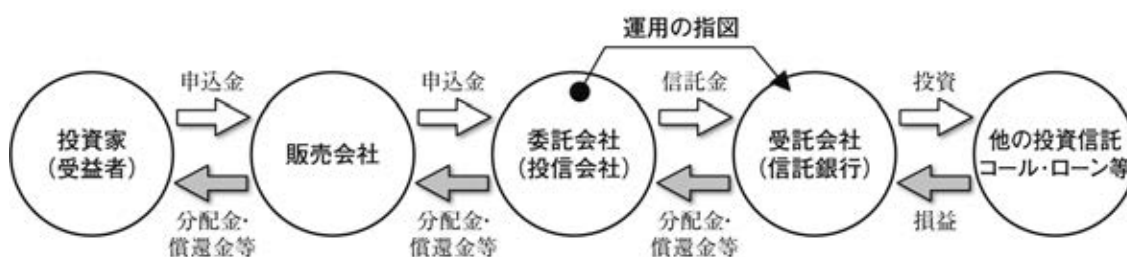 運用の指図
申込金
申込金
信託金
投資
投資家
(受益者)
販売会社
委託会社
(投信会社)
受託会社
(信託銀行)
他の投資信託
コール・ローン等
分配金・
償還金等
分配金・
償還金等
分配金・
償還金等
損益